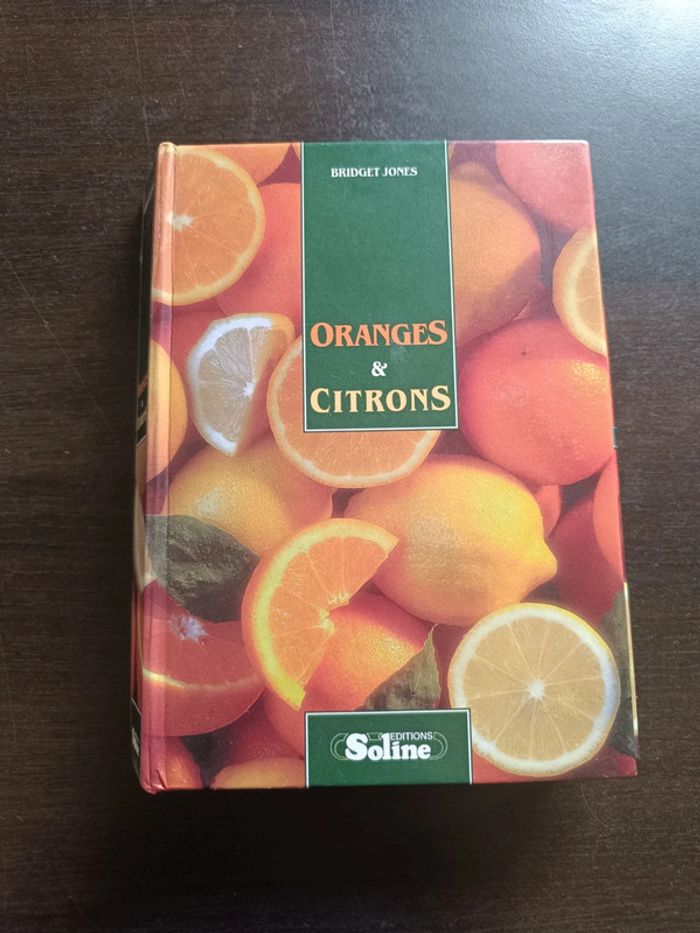 BRIDGET JONES
ORANGES
&
CITRONS
EDITIONS
Soline